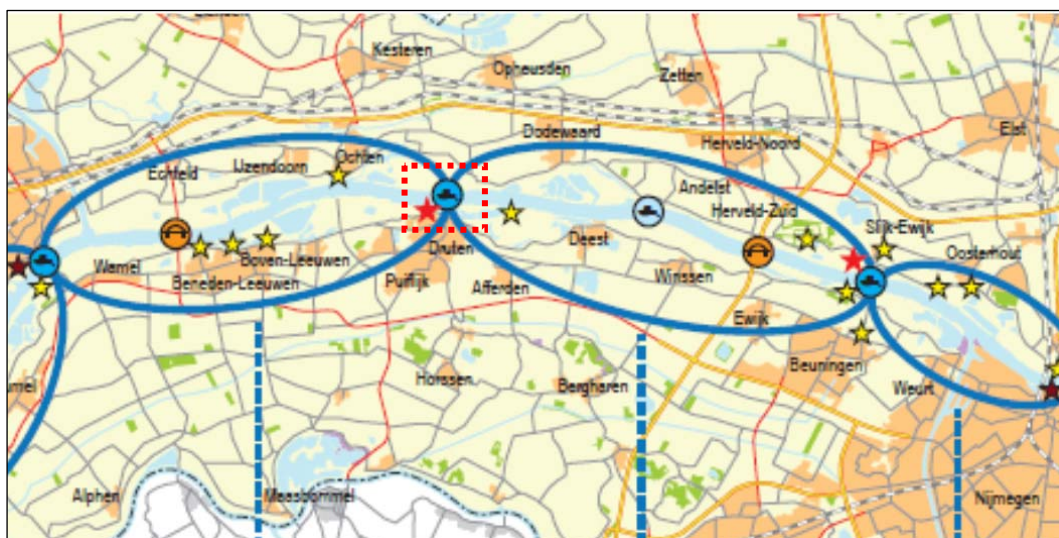 Kesteren
Opheusden
Zetten
Elst
Dodewaard
Herveld-Noord
Ochten
IJzendoorn
Echteld
Andelst
Herveld-Zuid
Slijk-Ewijk
Oosterhout
Druten
Deest
Boven-Leeuwen
Wamel
Beneden-Leeuwen
Puiflijk
Afferden
Winssen
Ewijk
Beuningen
Horssen
Bergharen
Weurt
Alphen
Maasbommel
Nijmegen